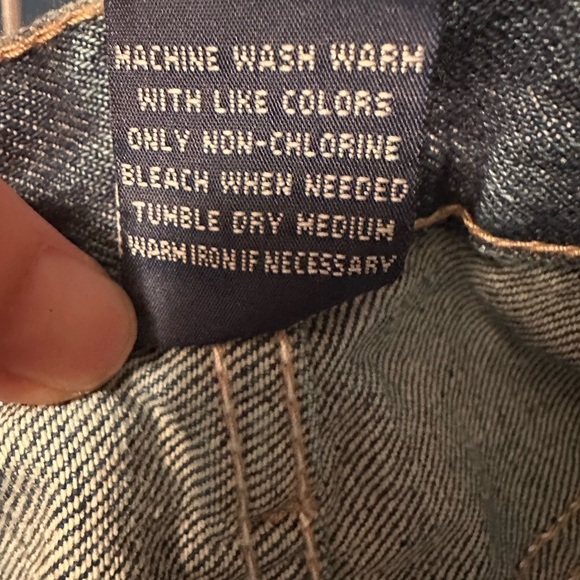 MACHINE WASH WARM
WITH LIKE COLORS
ONLY NON-CHLORINE
BLEACH WHEN NEEDED
TUMBLE DRY MEDIUM
WARM IRON IF NECESSARY